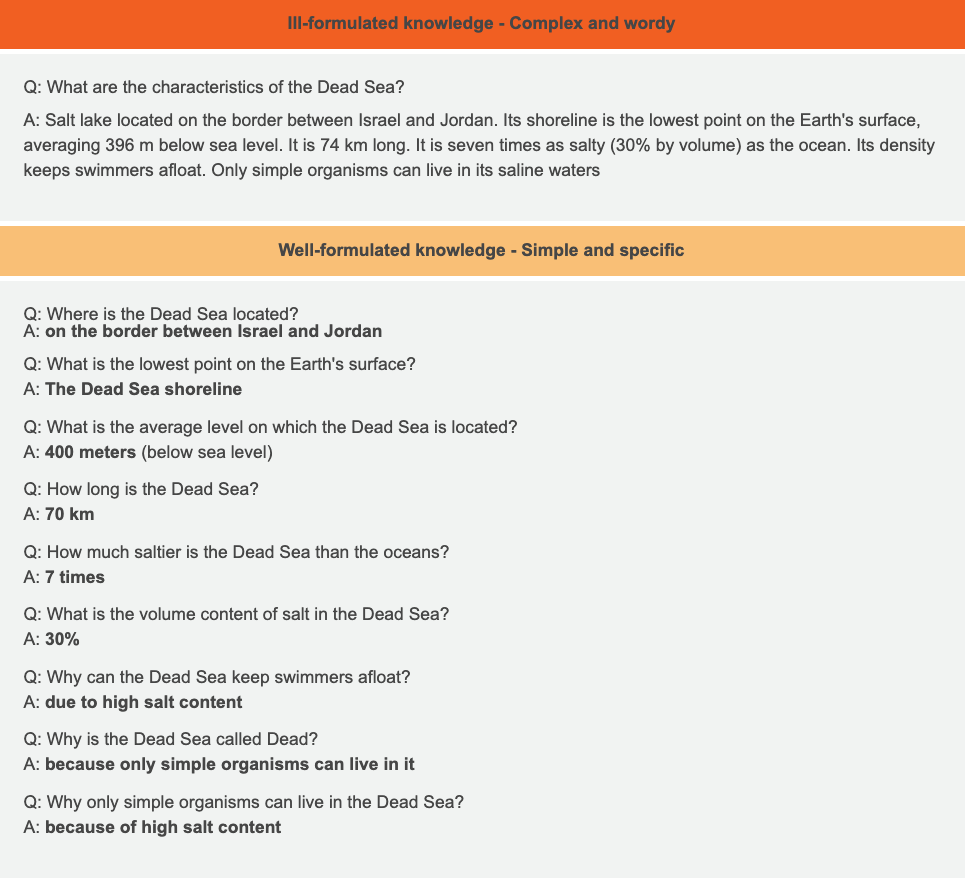 Ill-formulated knowledge - Complex and wordy
Q: What are the characteristics of the Dead Sea?
A: Salt lake located on the border between Israel and Jordan. Its shoreline is the lowest point on the Earth's surface,
averaging 396 m below sea level. It is 74 km long. It is seven times as salty (30% by volume) as the ocean. Its density
keeps swimmers afloat. Only simple organisms can live in its saline waters
Well-formulated knowledge - Simple and specific
Q: Where is the Dead Sea located?
A: on the border between Israel and Jordan
Q: What is the lowest point on the Earth's surface?
A: The Dead Sea shoreline
Q: What is the average level on which the Dead Sea is located?
A: 400 meters (below sea level)
Q: How long is the Dead Sea?
A: 70 km
Q: How much saltier is the Dead Sea than the oceans?
A: 7 times
Q: What is the volume content of salt in the Dead Sea?
A: 30%
Q: Why can the Dead Sea keep swimmers afloat?
A: due to high salt content
Q: Why is the Dead Sea called Dead?
A: because only simple organisms can live in it
Q: Why only simple organisms can live in the Dead Sea?
A: because of high salt content